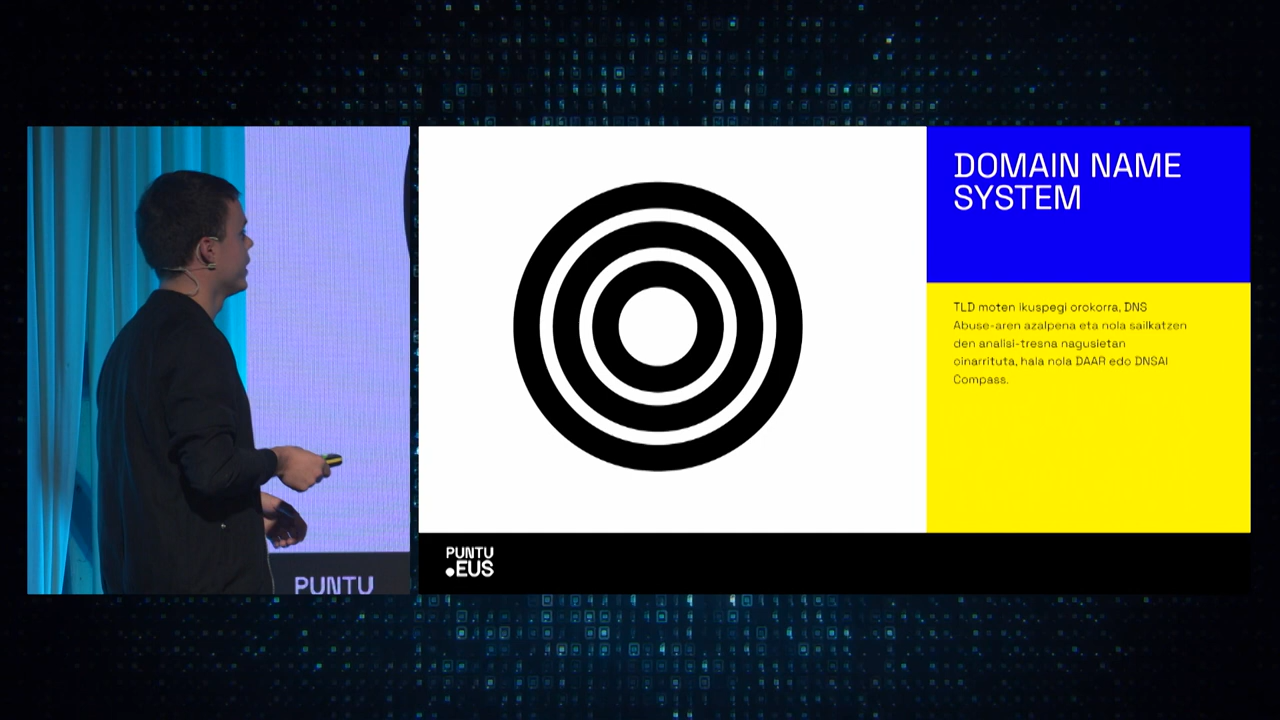 DOMAIN NAME
SYSTEM
TLD moten ikuspegi orokorra, DNS
Abuse-aren azalpena eta nola sailkatzen
den analisi-tresna nagusietan
oinarrituta, hala nola DAAR edo DNSAI
Compass.
PUNTU
.EUS
PUNTU